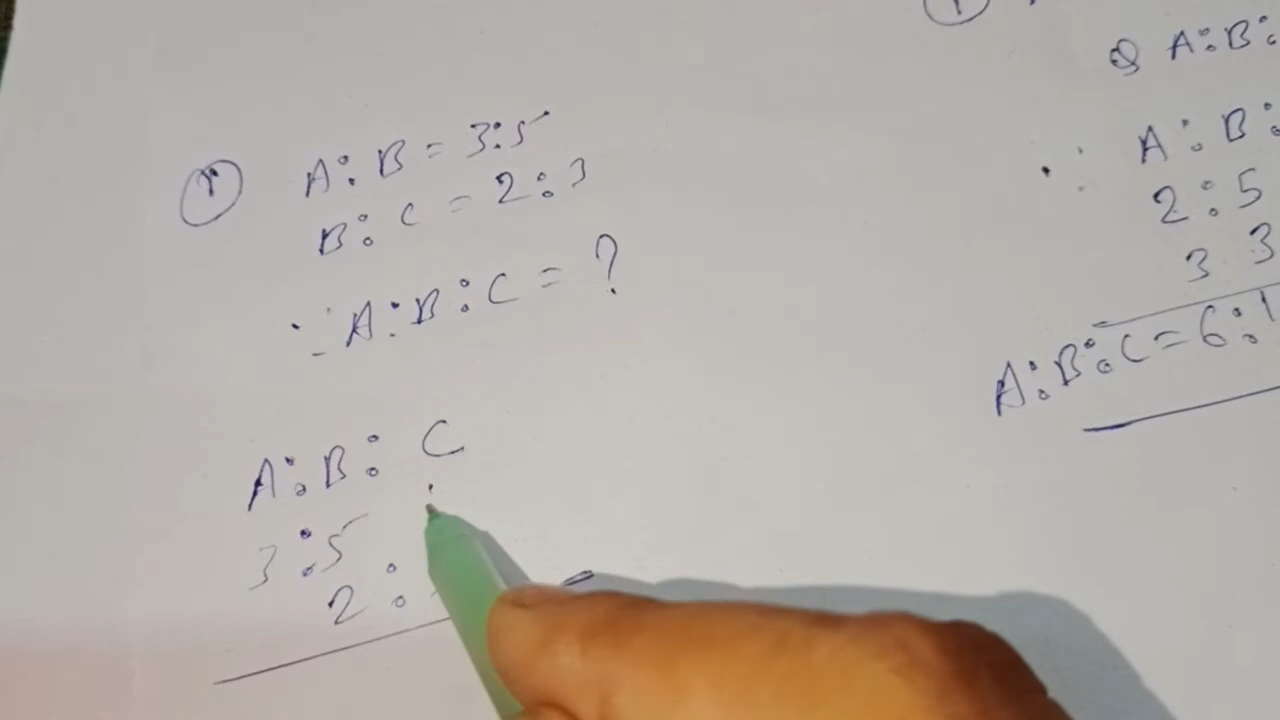 A:B = 3:5
B:C = 2:3
∵ A:B:C = ?
A:B:C
3:5
2:
A:B:
∴ A:B:
2:5
3 3
A:B:C = 6:1